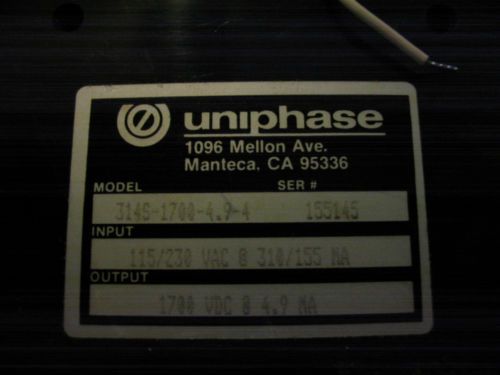 uniphase
1096 Mellon Ave.
Manteca, CA 95336
MODEL SER #
314S-1700-4.9-4 155145
INPUT
115/230 VAC @ 310/155 MA
OUTPUT
1700 VDC @ 4.9 MA